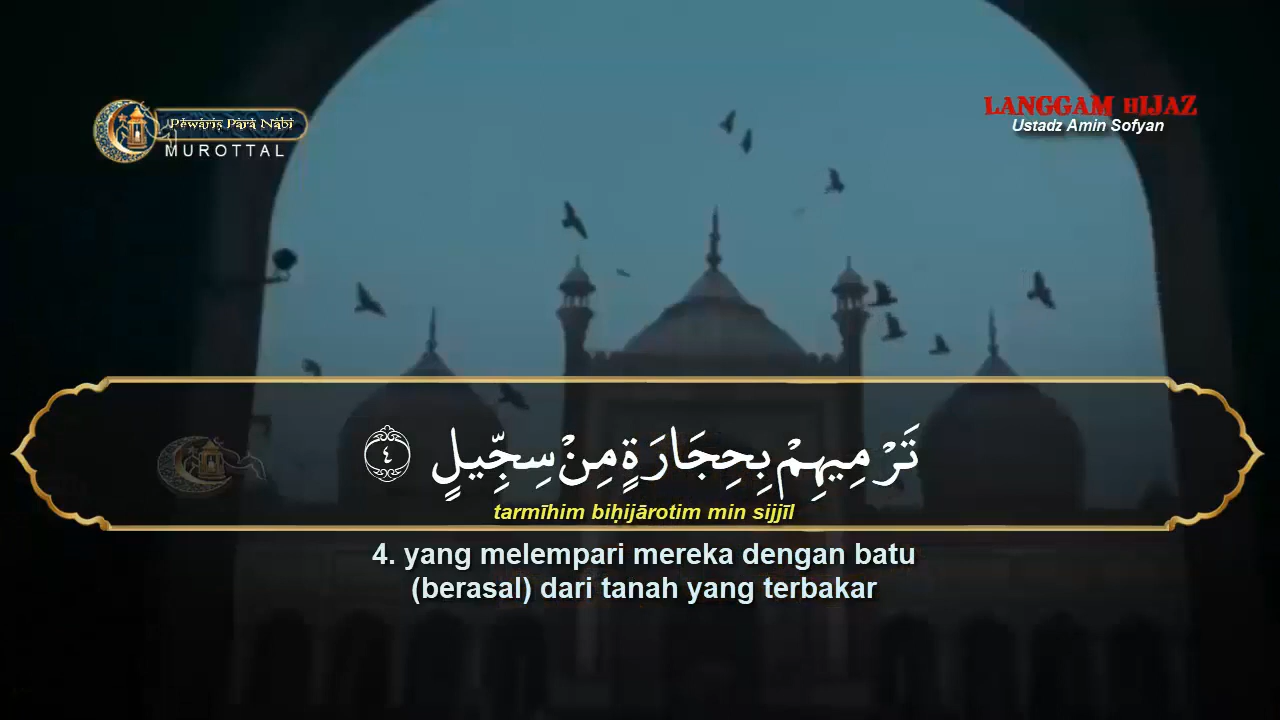 Pewaris Para Nabi
MUROTTAL
LANGGAM HIJAZ
Ustadz Amin Sofyan
تَرْمِيهِمْ بِحِجَارَةٍ مِنْ سِجِّيلٍ ٤
tarmīhim biḥijārotim min sijjīl
4. yang melempari mereka dengan batu
(berasal) dari tanah yang terbakar